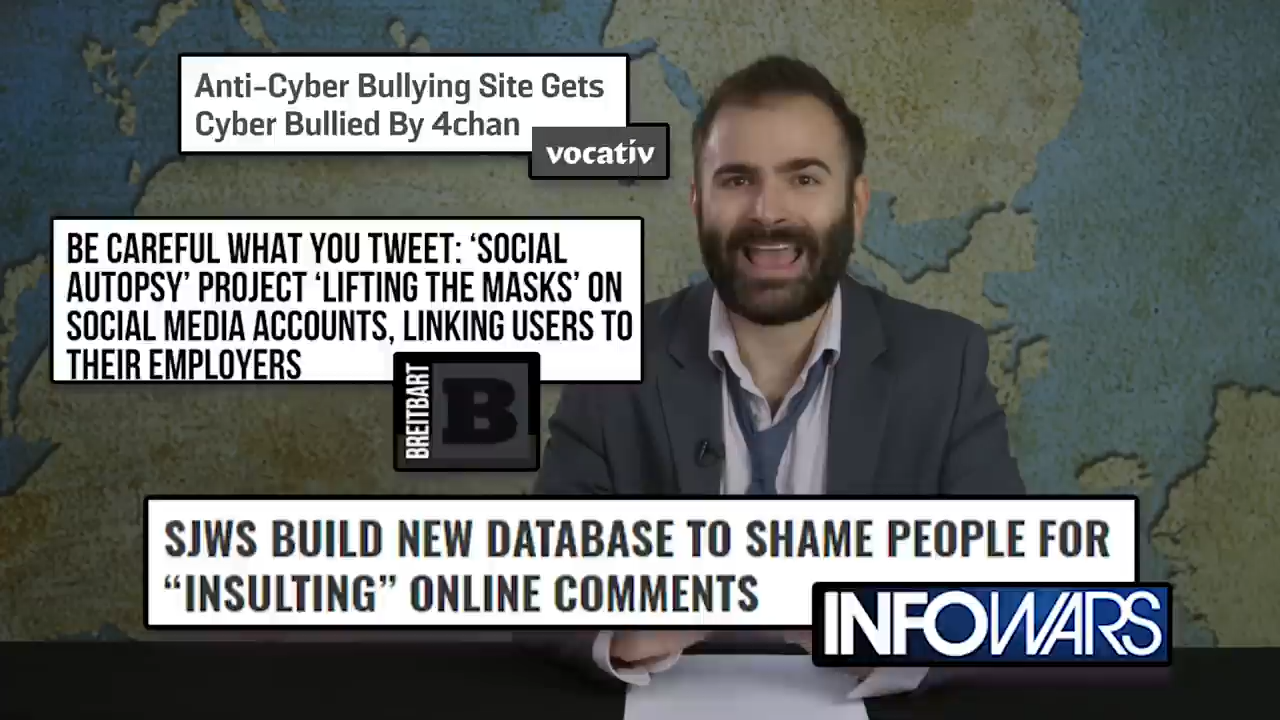 Anti-Cyber Bullying Site Gets
Cyber Bullied By 4chan
vocativ
BE CAREFUL WHAT YOU TWEET: ‘SOCIAL
AUTOPSY’ PROJECT ‘LIFTING THE MASKS’ ON
SOCIAL MEDIA ACCOUNTS, LINKING USERS TO
THEIR EMPLOYERS
BREITBART
B
SJWS BUILD NEW DATABASE TO SHAME PEOPLE FOR
“INSULTING” ONLINE COMMENTS
INFOWARS